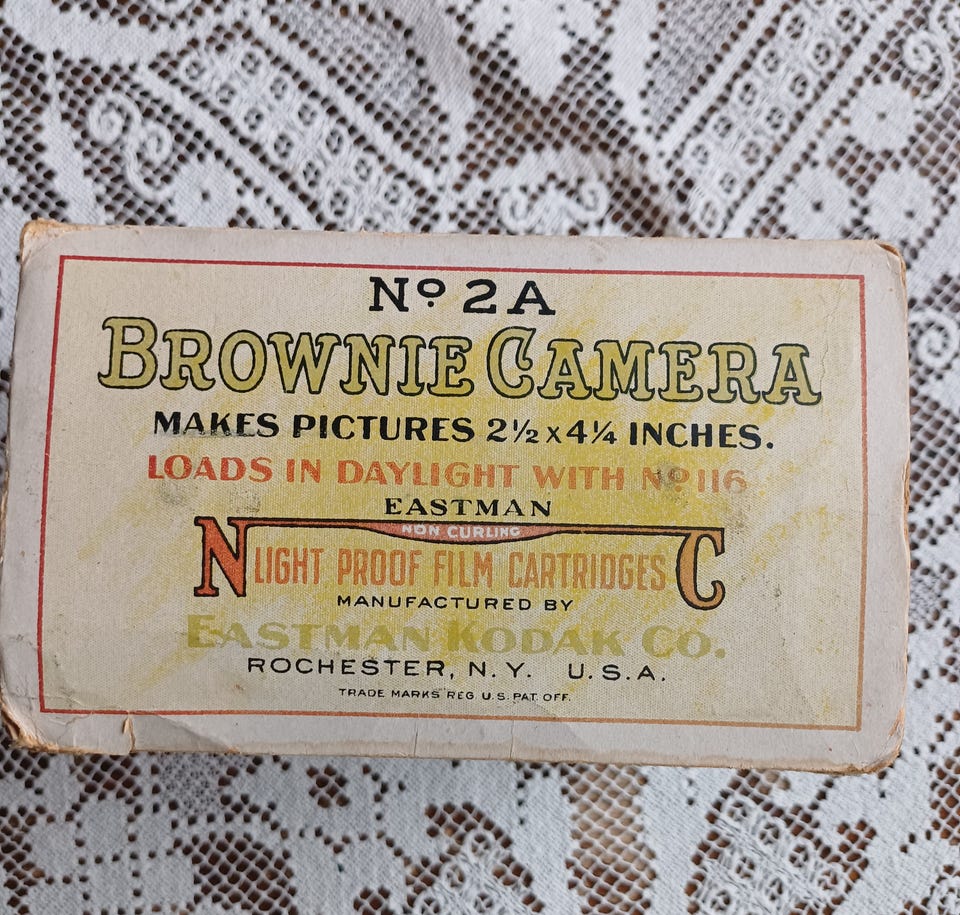 No 2A
BROWNIE CAMERA
MAKES PICTURES 2½ x 4¼ INCHES.
LOADS IN DAYLIGHT WITH No 116
EASTMAN
NON CURLING
N LIGHT PROOF FILM CARTRIDGES C
MANUFACTURED BY
EASTMAN KODAK CO.
ROCHESTER, N.Y. U.S.A.
TRADE MARKS REG U.S. PAT. OFF.